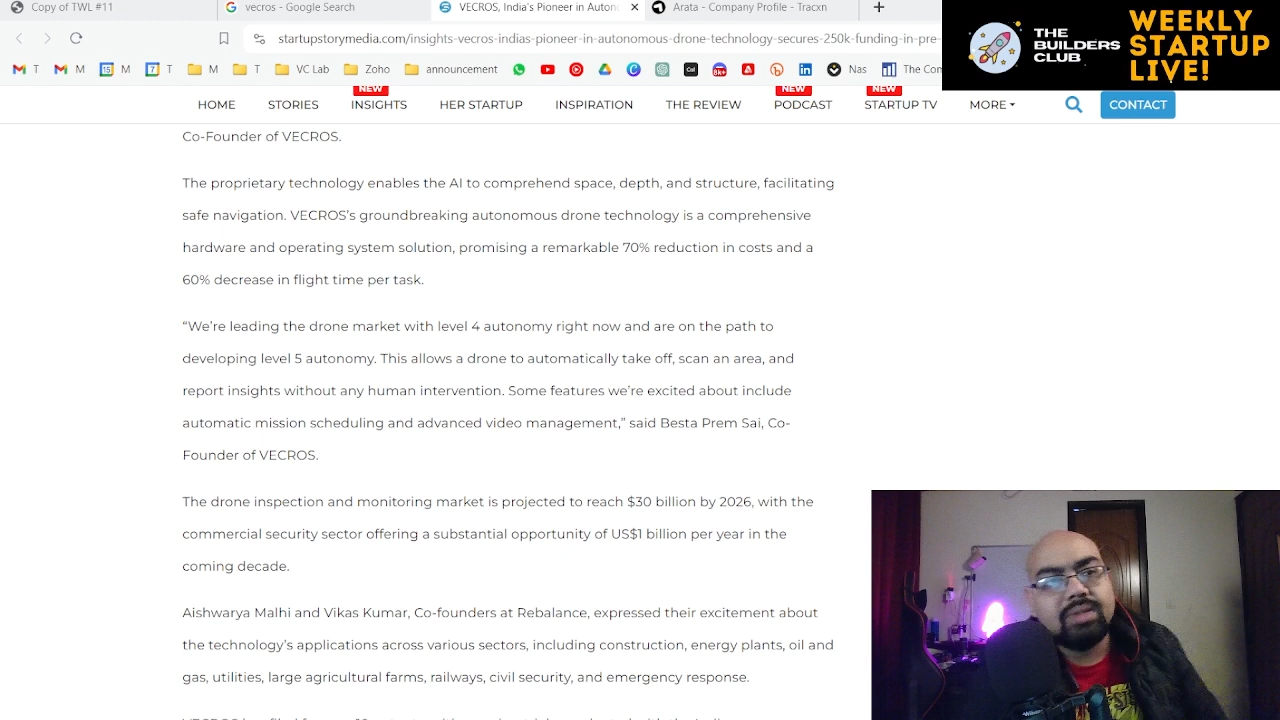 Copy of TWL #11
vecros - Google Search
VECROS, India's Pioneer in Auton
Arata - Company Profile - Tracxn
startupstorymedia.com/insights-vecros-indias-pioneer-in-autonomous-drone-technology-secures-250k-funding-in-pre-
T
M
M
T
M
T
VC Lab
Zoho
announcement
Nas
The Com
THE
BUILDERS
CLUB
WEEKLY
STARTUP
LIVE!
HOME
STORIES
NEW
INSIGHTS
HER STARTUP
INSPIRATION
THE REVIEW
NEW
PODCAST
NEW
STARTUP TV
MORE
CONTACT
Co-Founder of VECROS.
The proprietary technology enables the AI to comprehend space, depth, and structure, facilitating
safe navigation. VECROS’s groundbreaking autonomous drone technology is a comprehensive
hardware and operating system solution, promising a remarkable 70% reduction in costs and a
60% decrease in flight time per task.
“We’re leading the drone market with level 4 autonomy right now and are on the path to
developing level 5 autonomy. This allows a drone to automatically take off, scan an area, and
report insights without any human intervention. Some features we’re excited about include
automatic mission scheduling and advanced video management,” said Besta Prem Sai, Co-
Founder of VECROS.
The drone inspection and monitoring market is projected to reach $30 billion by 2026, with the
commercial security sector offering a substantial opportunity of US$1 billion per year in the
coming decade.
Aishwarya Malhi and Vikas Kumar, Co-founders at Rebalance, expressed their excitement about
the technology’s applications across various sectors, including construction, energy plants, oil and
gas, utilities, large agricultural farms, railways, civil security, and emergency response.